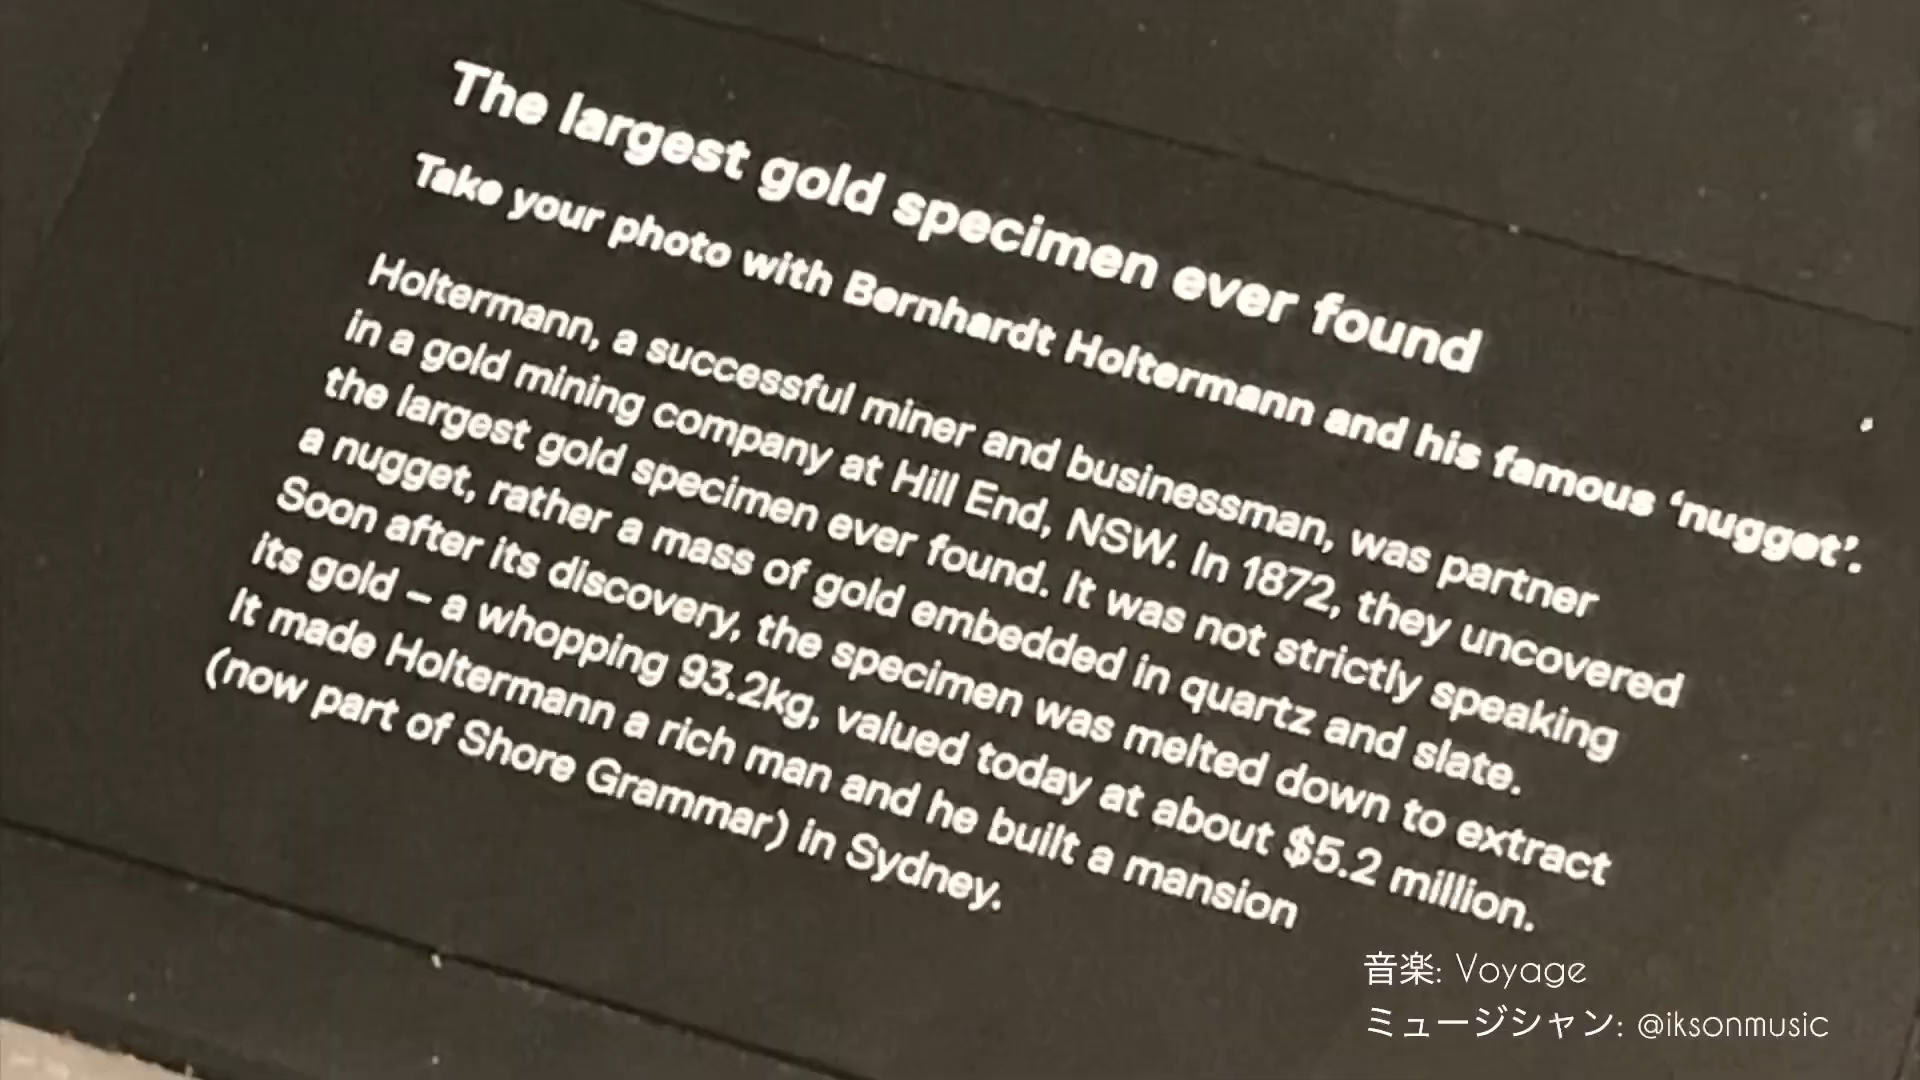 The largest gold specimen ever found
Take your photo with Bernhardt Holtermann and his famous ‘nugget’.
Holtermann, a successful miner and businessman, was partner
in a gold mining company at Hill End, NSW. In 1872, they uncovered
the largest gold specimen ever found. It was not strictly speaking
a nugget, rather a mass of gold embedded in quartz and slate.
Soon after its discovery, the specimen was melted down to extract
its gold – a whopping 93.2kg, valued today at about $5.2 million.
It made Holtermann a rich man and he built a mansion
(now part of Shore Grammar) in Sydney.
音楽: Voyage
ミュージシャン: @iksonmusic